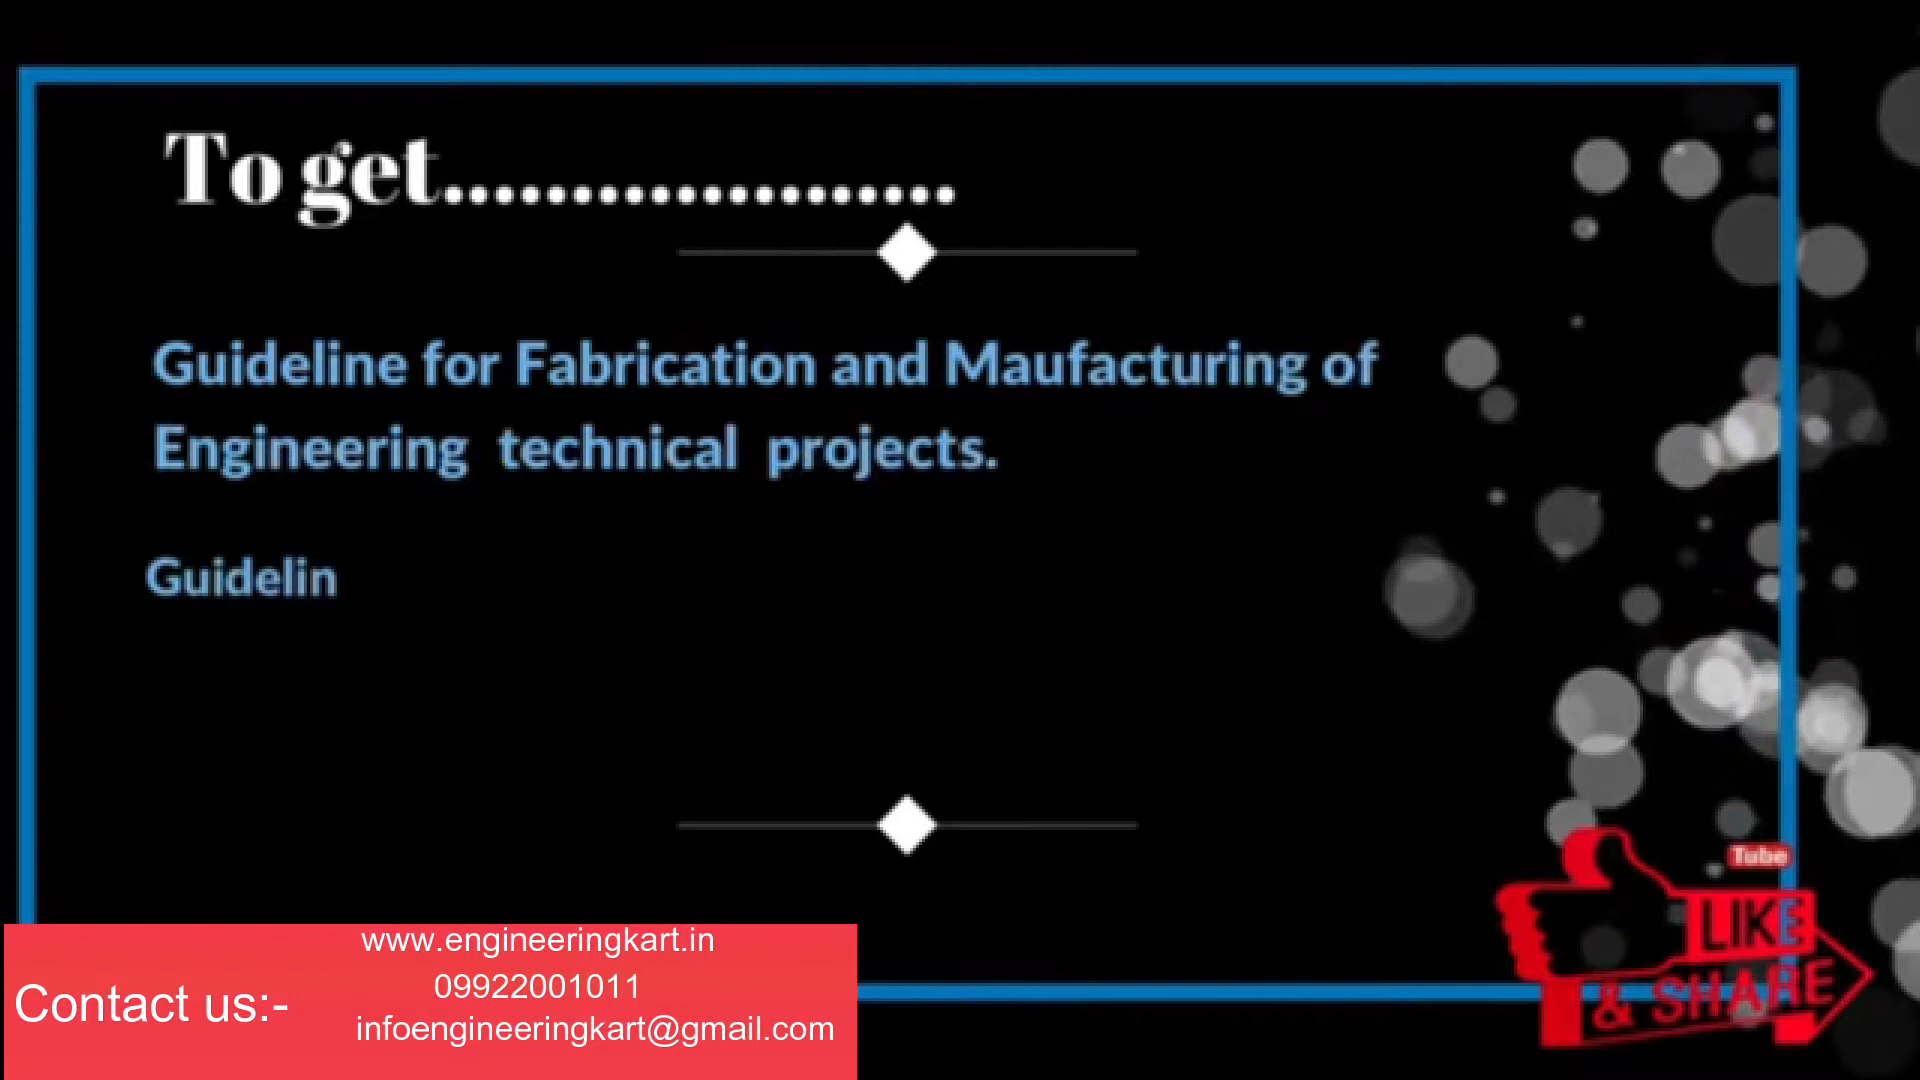 To get....................
Guideline for Fabrication and Maufacturing of
Engineering technical projects.
Guidelin
Tube
LIKE
& SHARE
www.engineeringkart.in
09922001011
Contact us:-
infoengineeringkart@gmail.com